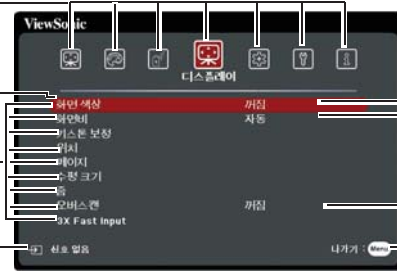 ViewSonic
디스플레이
화면 색상 꺼짐
화면비 자동
키스톤 보정
위치
페이지
수평 크기
줌
오버스캔 꺼짐
3X Fast Input
신호 없음 나가기 : Menu